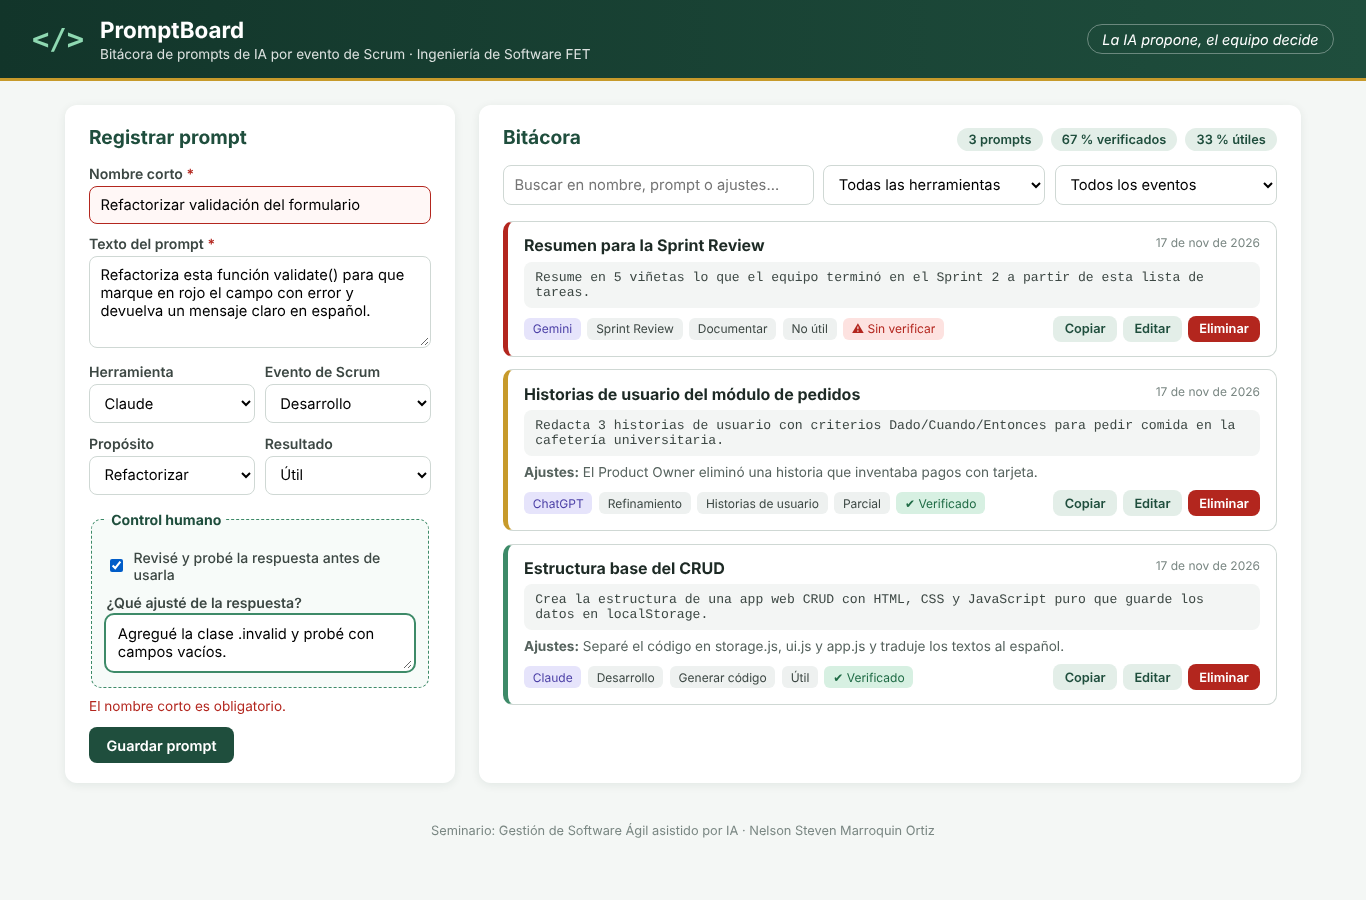 </> PromptBoard
Bitácora de prompts de IA por evento de Scrum · Ingeniería de Software FET
La IA propone, el equipo decide
Registrar prompt
Nombre corto *
Refactorizar validación del formulario
Texto del prompt *
Refactoriza esta función validate() para que
marque en rojo el campo con error y
devuelva un mensaje claro en español.
Herramienta
Evento de Scrum
Claude
Desarrollo
Propósito
Resultado
Refactorizar
Útil
Control humano
Revisé y probé la respuesta antes de
usarla
¿Qué ajusté de la respuesta?
Agregué la clase .invalid y probé con
campos vacíos.
El nombre corto es obligatorio.
Guardar prompt
Bitácora
3 prompts
67 % verificados
33 % útiles
Buscar en nombre, prompt o ajustes...
Todas las herramientas
Todos los eventos
Resumen para la Sprint Review
17 de nov de 2026
Resume en 5 viñetas lo que el equipo terminó en el Sprint 2 a partir de esta lista de
tareas.
Gemini
Sprint Review
Documentar
No útil
⚠ Sin verificar
Copiar
Editar
Eliminar
Historias de usuario del módulo de pedidos
17 de nov de 2026
Redacta 3 historias de usuario con criterios Dado/Cuando/Entonces para pedir comida en la
cafetería universitaria.
Ajustes: El Product Owner eliminó una historia que inventaba pagos con tarjeta.
ChatGPT
Refinamiento
Historias de usuario
Parcial
✔ Verificado
Copiar
Editar
Eliminar
Estructura base del CRUD
17 de nov de 2026
Crea la estructura de una app web CRUD con HTML, CSS y JavaScript puro que guarde los
datos en localStorage.
Ajustes: Separé el código en storage.js, ui.js y app.js y traduje los textos al español.
Claude
Desarrollo
Generar código
Útil
✔ Verificado
Copiar
Editar
Eliminar
Seminario: Gestión de Software Ágil asistido por IA · Nelson Steven Marroquin Ortiz